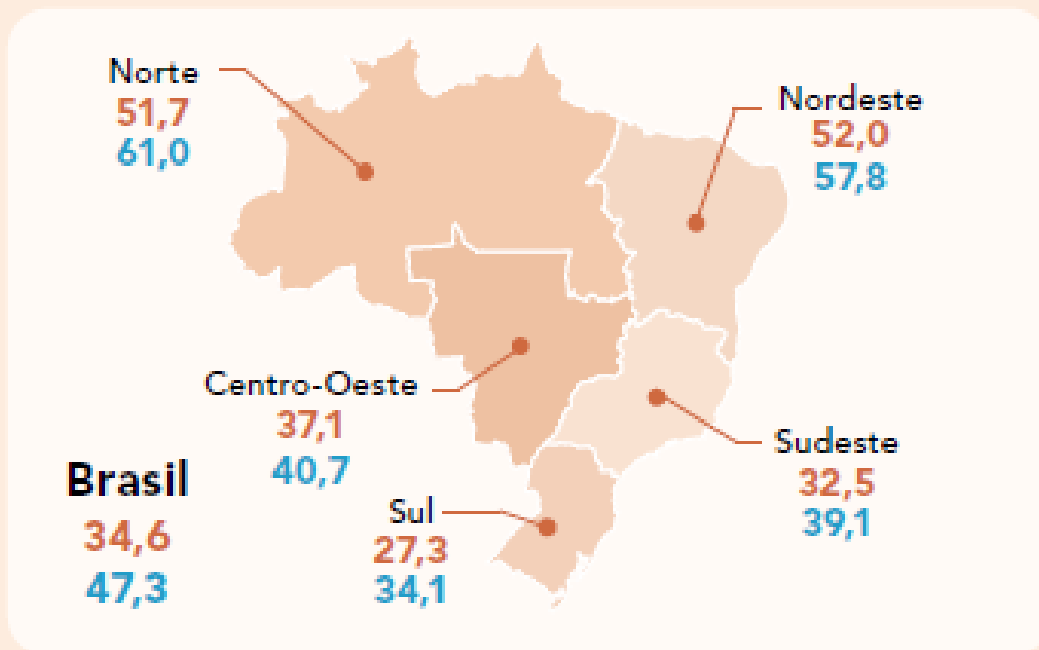 Norte
51,7
61,0
Nordeste
52,0
57,8
Centro-Oeste
37,1
40,7
Sudeste
32,5
39,1
Brasil
34,6
47,3
Sul
27,3
34,1